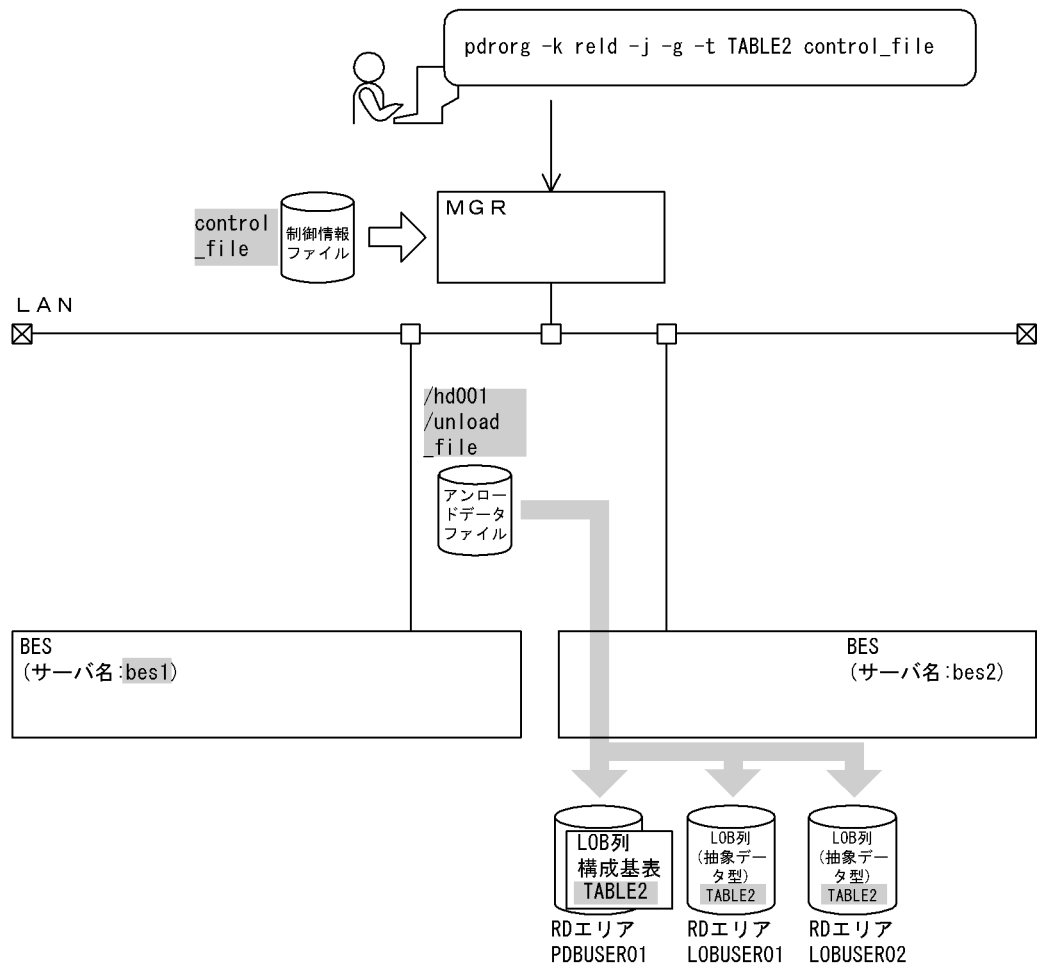 pdrorg -k reld -j -g -t TABLE2 control_file
MGR
control
_file
制御情報
ファイル
LAN
/hd001
/unload
_file
アンロー
ドデータ
ファイル
BES
(サーバ名:bes1)
BES
(サーバ名:bes2)
LOB列
構成基表
TABLE2
LOB列
(抽象デー
タ型)
TABLE2
LOB列
(抽象デー
タ型)
TABLE2
RDエリア
PDBUSER01
RDエリア
LOBUSER01
RDエリア
LOBUSER02